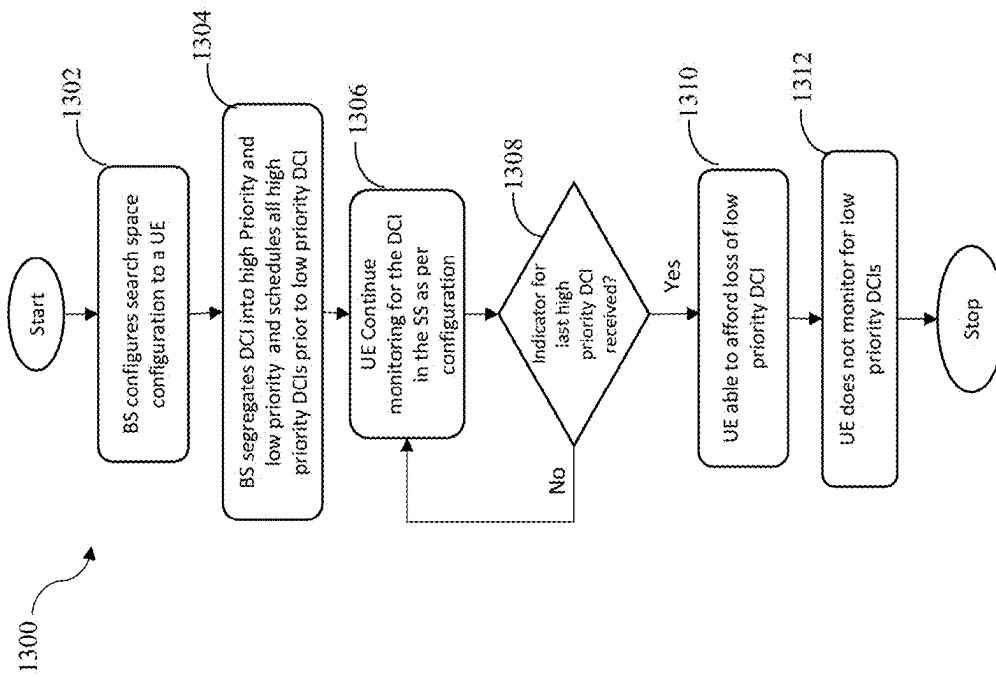 1300
Start
1302
BS configures search space
configuration to a UE
1304
BS segregates DCI into high Priority and
low priority and schedules all high
priority DCIs prior to low priority DCI
1306
UE Continue
monitoring for the DCI
in the SS as per
configuration
1308
Indicator for
last high
priority DCI
received?
No
Yes
1310
UE able to afford loss of low
priority DCI
1312
UE does not monitor for low
priority DCIs
Stop